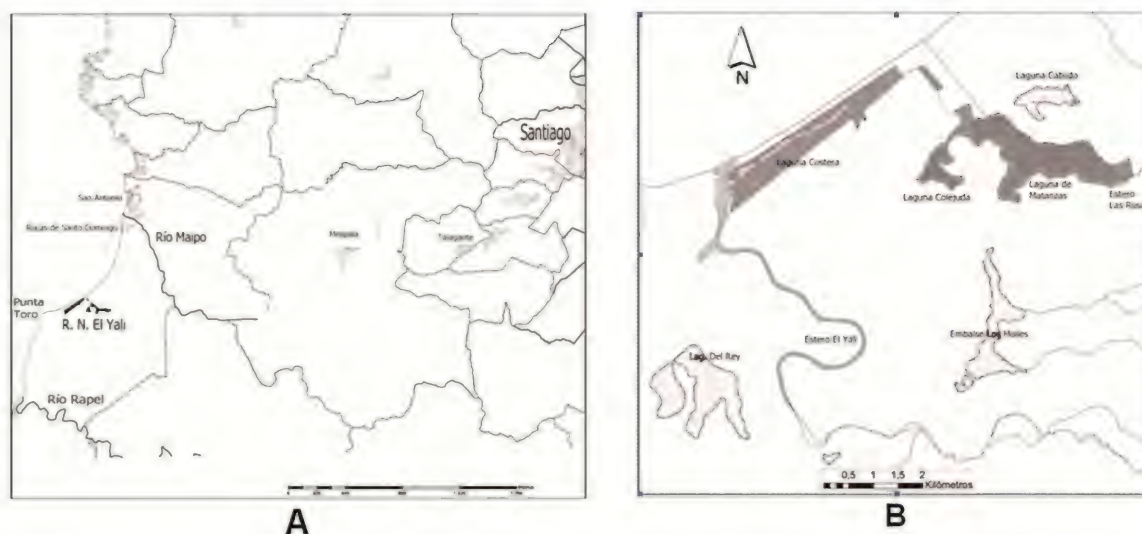 Santiago
San Antonio
Rocas de Santo Domingo
Río Maipo
Melipilla
Talagante
Punta
Toro
R. N. El Yali
Río Rapel
A
N
Laguna Cabildo
Laguna Costera
Laguna Colejuda
Laguna de
Matanzas
Estero
Las Rosas
Embalse Los Molles
Estero El Yali
Lag. Del Rey
0,5 1 1,5 2
Kilómetros
B